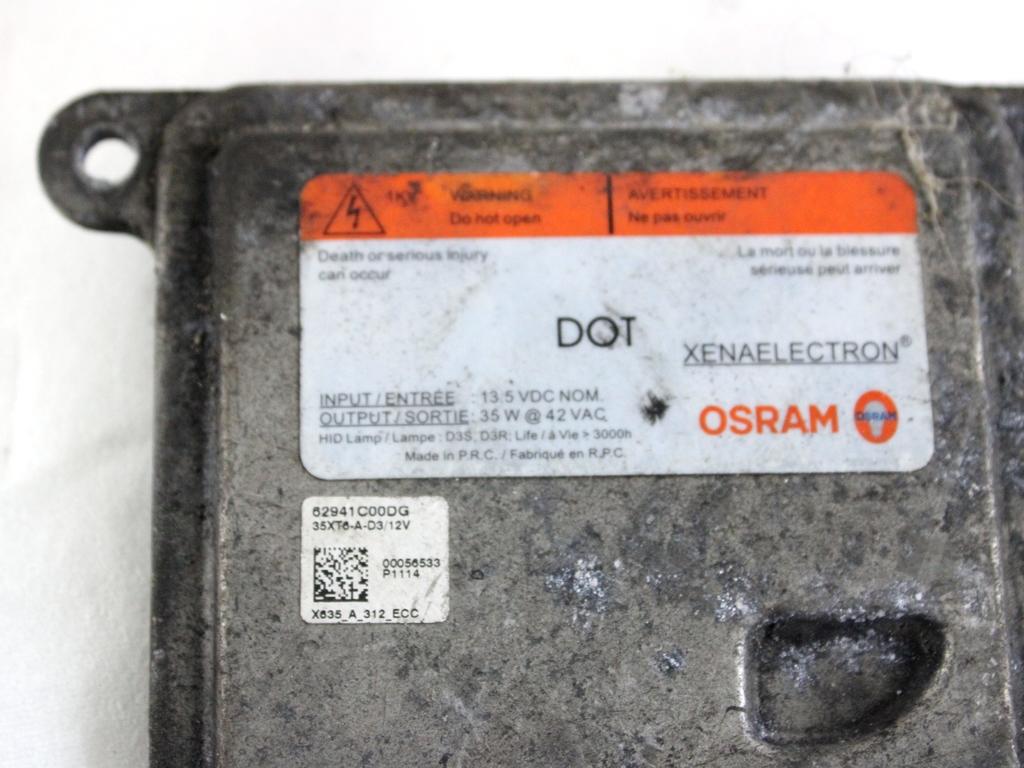 WARNING
Do not open
AVERTISSEMENT
Ne pas ouvrir
Death or serious injury
can occur
La mort ou la blessure
sérieuse peut arriver
DOT
XENAELECTRON®
INPUT / ENTRÉE : 13.5 VDC NOM.
OUTPUT / SORTIE: 35 W @ 42 VAC
HID Lamp / Lampe : D3S, D3R; Life / à Vie > 3000h
Made in P.R.C. / Fabriqué en R.P.C.
OSRAM
OSRAM
62941C00DG
35XT6-A-D3/12V
00056533
P1114
X635_A_312_ECC